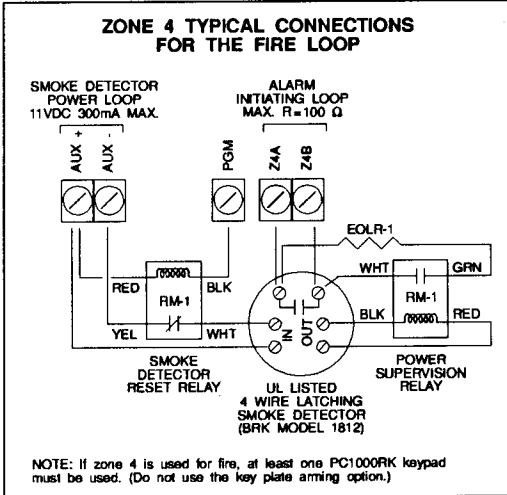 ZONE 4 TYPICAL CONNECTIONS
FOR THE FIRE LOOP
SMOKE DETECTOR
POWER LOOP
11VDC 300mA MAX.
ALARM
INITIATING LOOP
MAX. R=100 Ω
AUX +
AUX -
PGM
Z4A
Z4B
EOLR-1
RED
RM-1
BLK
WHT
GRN
RM-1
YEL
WHT
IN
OUT
BLK
RED
SMOKE
DETECTOR
RESET RELAY
UL LISTED
4 WIRE LATCHING
SMOKE DETECTOR
(BRK MODEL 1812)
POWER
SUPERVISION
RELAY
NOTE: If zone 4 is used for fire, at least one PC1000RK keypad
must be used. (Do not use the key plate arming option.)